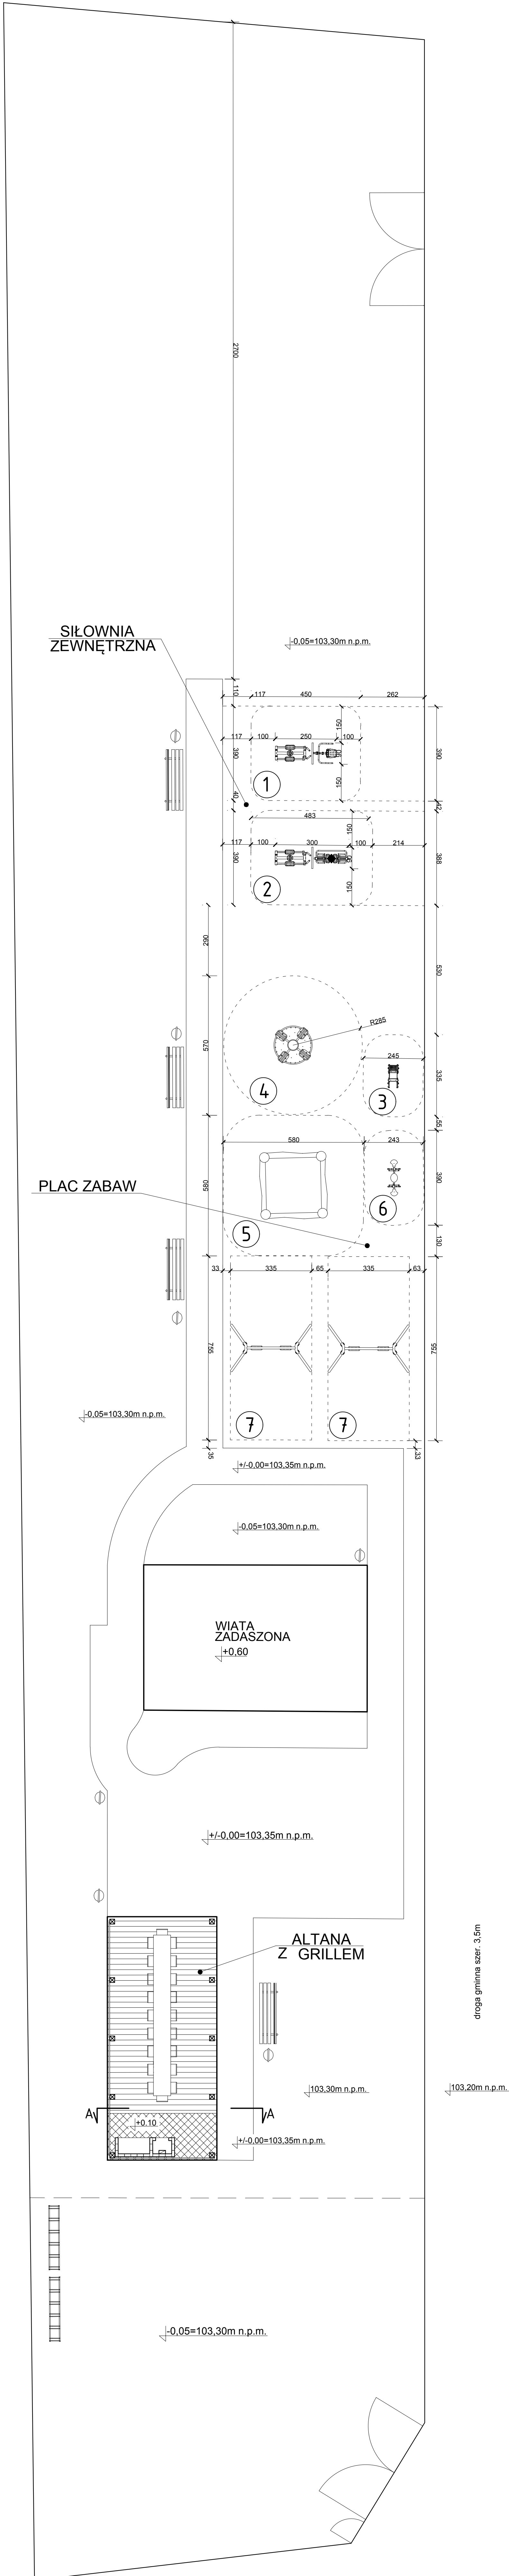 2700
SIŁOWNIA
ZEWNĘTRZNA
-0,05=103,30m n.p.m.
110
117
450
262
150
117
100
250
100
390
390
1
150
40
42
483
150
117
100
300
100
214
390
90
388
2
150
290
530
R285
570
245
335
4
3
55
580
243
PLAC ZABAW
580
390
5
6
130
33
335
65
335
63
755
557
7
7
-0,05=103,30m n.p.m.
35
33
+/-0,00=103,35m n.p.m.
-0,05=103,30m n.p.m.
WIATA
ZADASZONA
+0,60
+/-0,00=103,35m n.p.m.
ALTANA
Z GRILLEM
droga gminna szer. 3,5m
103,30m n.p.m.
103,20m n.p.m.
A
A
+0.10
+/-0,00=103,35m n.p.m.
-0,05=103,30m n.p.m.